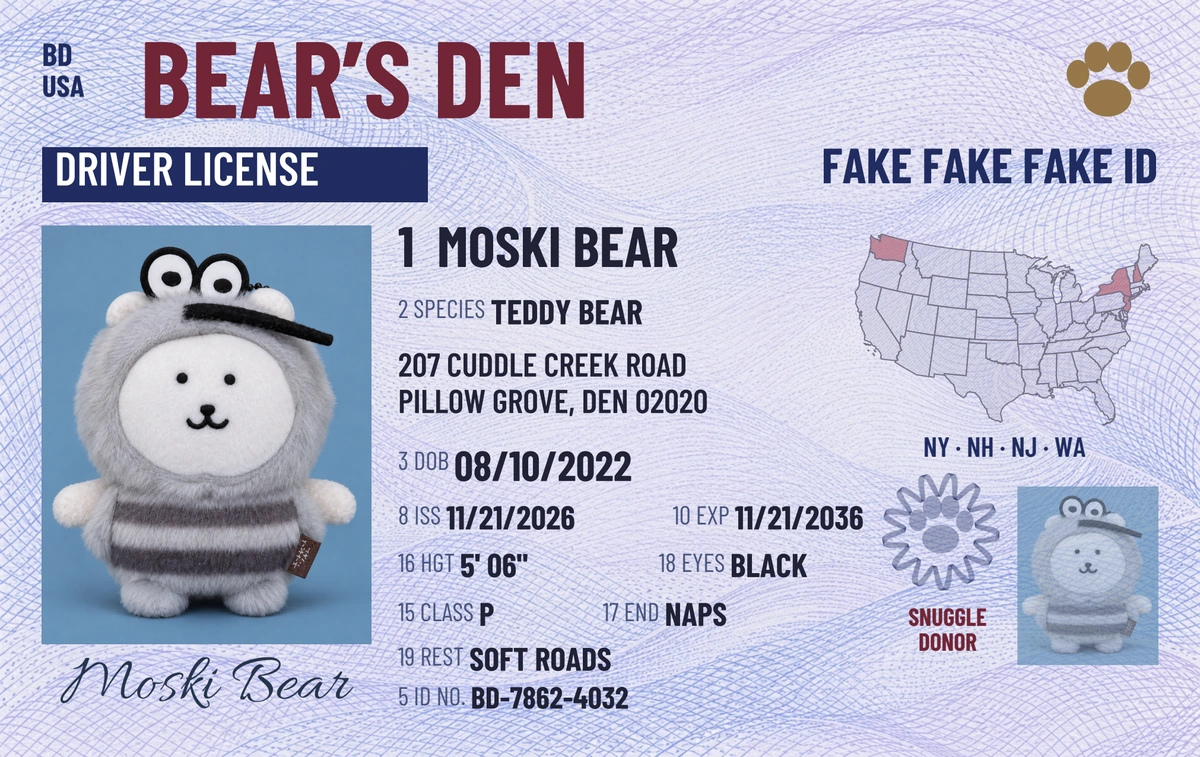 BD
USA
BEAR'S DEN
DRIVER LICENSE
FAKE FAKE FAKE ID
1 MOSKI BEAR
2 SPECIES TEDDY BEAR
207 CUDDLE CREEK ROAD
PILLOW GROVE, DEN 02020
NY · NH · NJ · WA
3 DOB 08/10/2022
8 ISS 11/21/2026 10 EXP 11/21/2036
16 HGT 5' 06" 18 EYES BLACK
15 CLASS P 17 END NAPS
SNUGGLE
DONOR
19 REST SOFT ROADS
5 ID NO. BD-7862-4032
Moski Bear